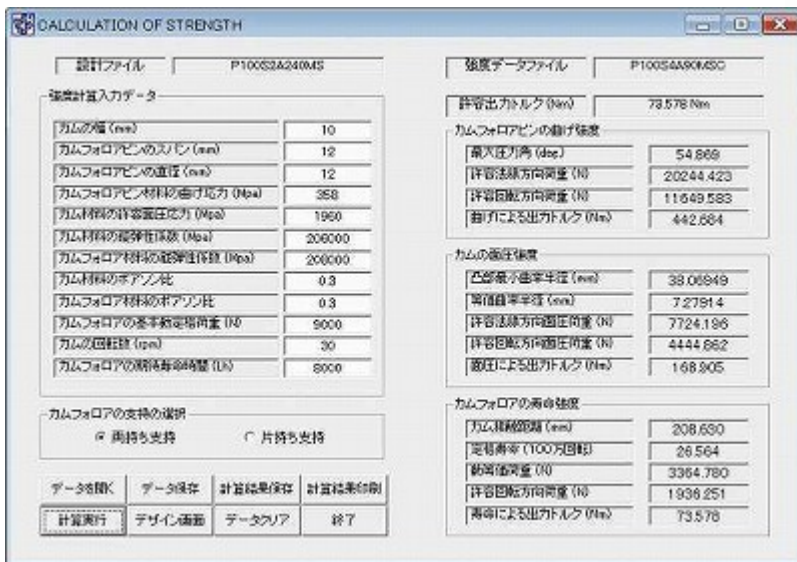 CALCULATION OF STRENGTH
設計ファイル P100S2A240MS
強度計算入力データ
カムの幅 (mm) 10
カムフォロアピンのスパン (mm) 12
カムフォロアピンの直径 (mm) 12
カムフォロアピン材料の曲げ応力 (Mpa) 358
カム材料の許容面圧応力 (Mpa) 1960
カム材料の縦弾性係数 (Mpa) 206000
カムフォロア材料の縦弾性係数 (Mpa) 208000
カム材料のポアソン比 0.3
カムフォロア材料のポアソン比 0.3
カムフォロアの基本動定格荷重 (N) 9000
カムの回転数 (rpm) 30
カムフォロアの期待寿命時間 (Lh) 8000
カムフォロアの支持の選択
両持ち支持 片持ち支持
データを開く データ保存 計算結果保存 計算結果印刷
計算実行 デザイン画面 データクリア 終了
強度データファイル P100S4A90MSC
許容出力トルク (Nm) 73.578 Nm
カムフォロアピンの曲げ強度
最大圧力角 (deg) 54.869
許容法線方向荷重 (N) 20244.423
許容回転方向荷重 (N) 11649.583
曲げによる出力トルク (Nm) 442.684
カムの面圧強度
凸部最小曲率半径 (mm) 38.06949
等価曲率半径 (mm) 7.27914
許容法線方向面圧荷重 (N) 7724.196
許容回転方向面圧荷重 (N) 4444.862
面圧による出力トルク (Nm) 168.905
カムフォロアの寿命強度
カム接触距離 (mm) 208.630
定格寿命 (100万回転) 26.564
動等価荷重 (N) 3364.780
許容回転方向荷重 (N) 1936.251
寿命による出力トルク (Nm) 73.578